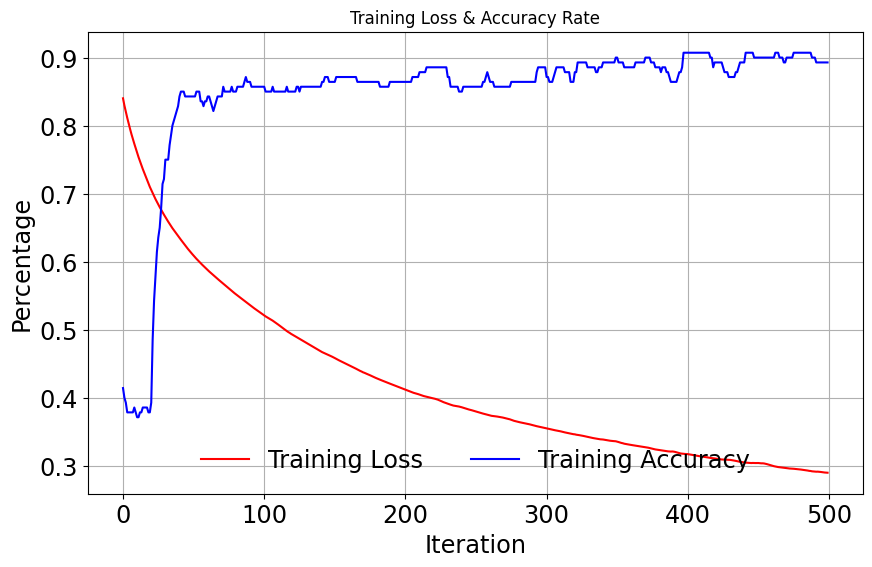 Training Loss & Accuracy Rate
Percentage
0.9
0.8
0.7
0.6
0.5
0.4
0.3
Training Loss Training Accuracy
0 100 200 300 400 500
Iteration